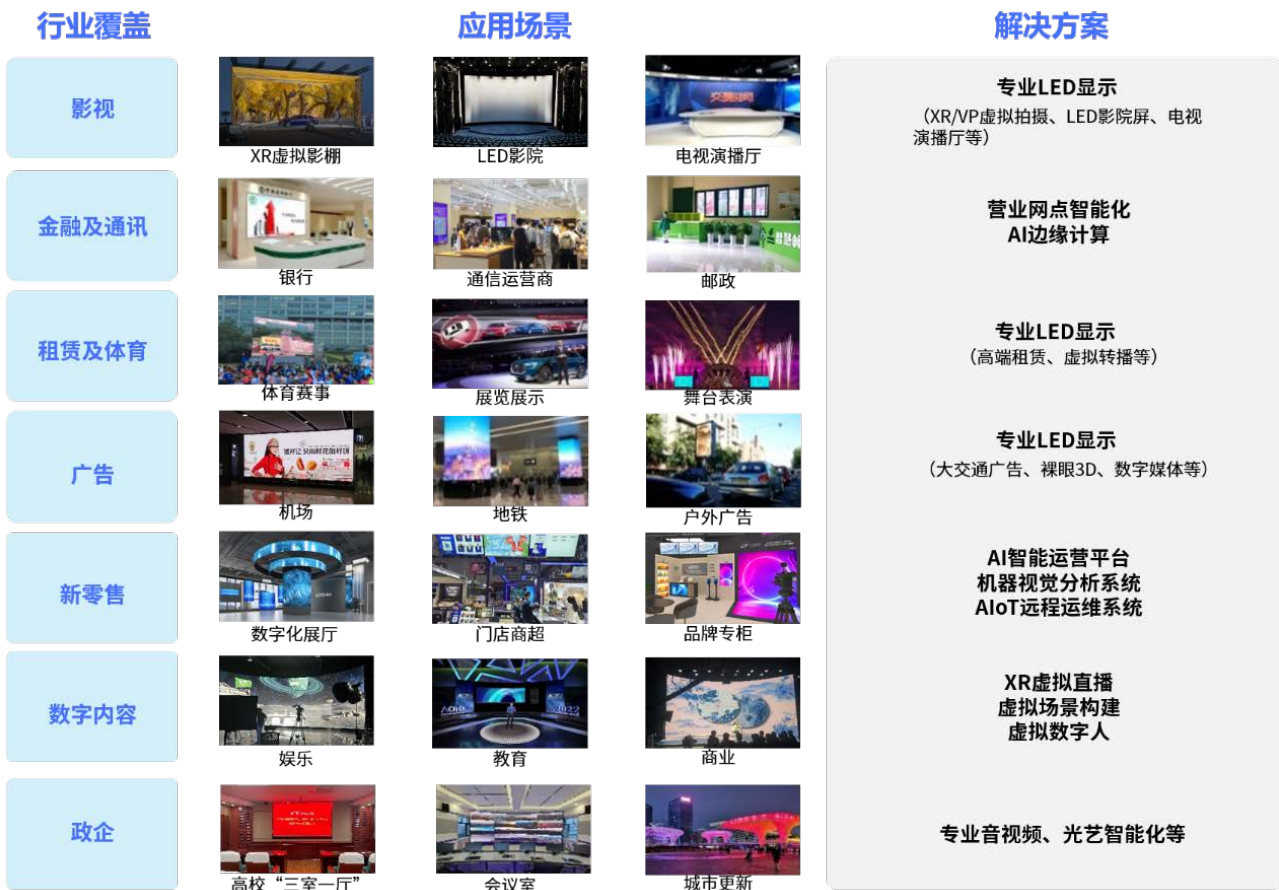 行业覆盖
应用场景
解决方案
影视
XR虚拟影棚
LED影院
电视演播厅
专业LED显示
（XR/VP虚拟拍摄、LED影院屏、电视
演播厅等）
金融及通讯
银行
通信运营商
邮政
营业网点智能化
AI边缘计算
租赁及体育
体育赛事
展览展示
舞台表演
专业LED显示
（高端租赁、虚拟转播等）
广告
机场
地铁
户外广告
专业LED显示
（大交通广告、裸眼3D、数字媒体等）
新零售
数字化展厅
门店商超
品牌专柜
AI智能运营平台
机器视觉分析系统
AIoT远程运维系统
数字内容
娱乐
2022
教育
商业
XR虚拟直播
虚拟场景构建
虚拟数字人
政企
高校“三室一厅”
会议室
城市更新
专业音视频、光艺智能化等